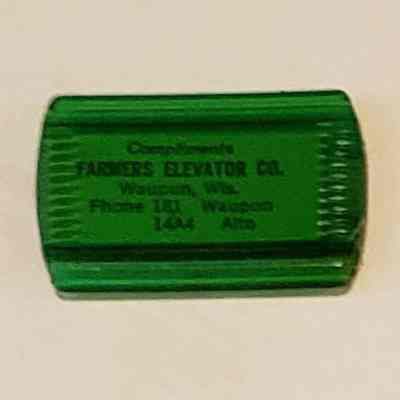 Compliments
FARMERS ELEVATOR CO.
Waupun, Wis.
Phone 181 Waupun
14A4 Alto